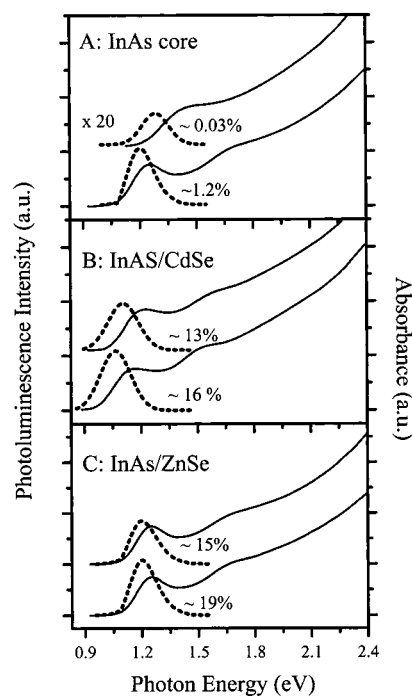 A: InAs core
x 20
~ 0.03%
~1.2%
B: InAS/CdSe
~ 13%
~ 16 %
C: InAs/ZnSe
~ 15%
~ 19%
0.9 1.2 1.5 1.8 2.1 2.4
Photon Energy (eV)
Photoluminescence Intensity (a.u.)
Absorbance (a.u.)